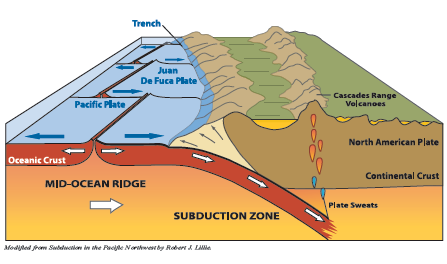 Trench
Juan
De Fuca Plate
Pacific Plate
Cascades Range
Volcanoes
North American Plate
Oceanic Crust
Continental Crust
MID-OCEAN RIDGE
Plate Sweats
SUBDUCTION ZONE
Modified from Subduction in the Pacific Northwest by Robert J. Lillie.